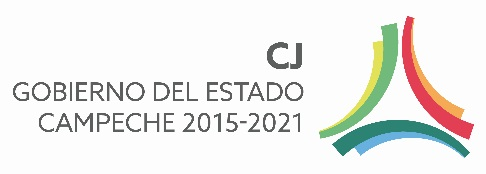 CJ
GOBIERNO DEL ESTADO
CAMPECHE 2015-2021